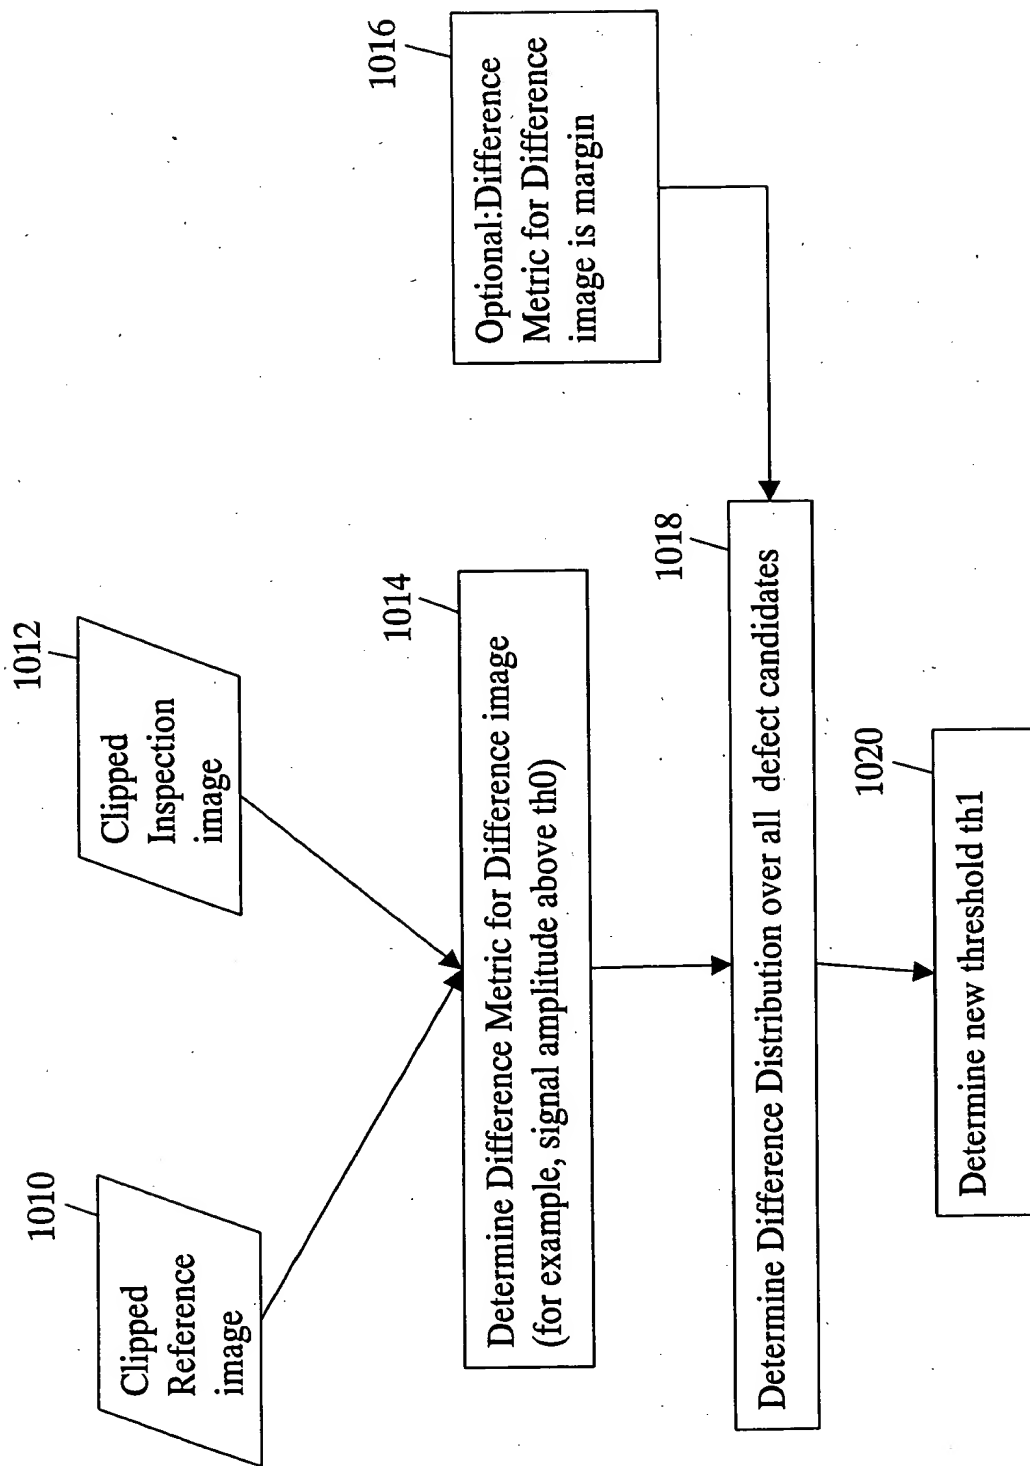 1010
Clipped
Reference
image
1012
Clipped
Inspection
image
1014
Determine Difference Metric for Difference image
(for example, signal amplitude above th0)
1016
Optional:Difference
Metric for Difference
image is margin
1018
Determine Difference Distribution over all defect candidates
1020
Determine new threshold th1